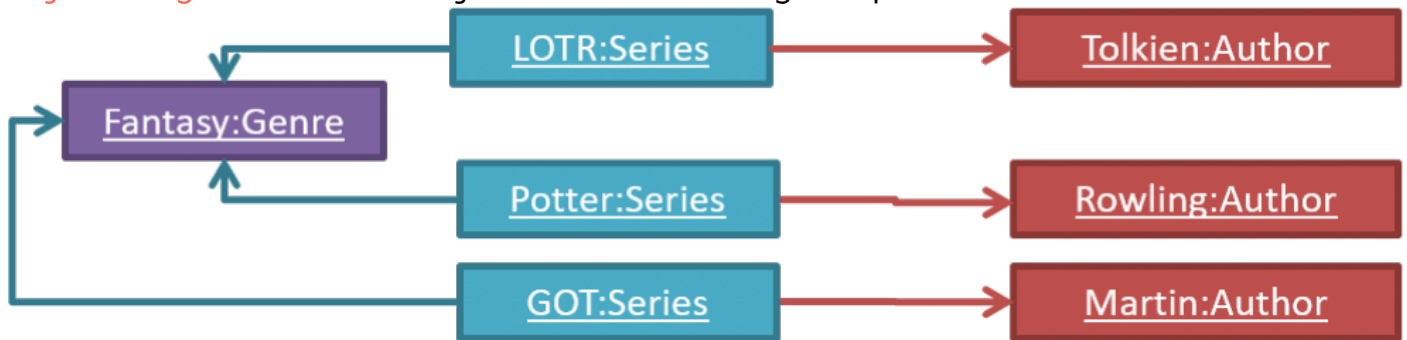 LOTR:Series
Tolkien:Author
Fantasy:Genre
Potter:Series
Rowling:Author
GOT:Series
Martin:Author